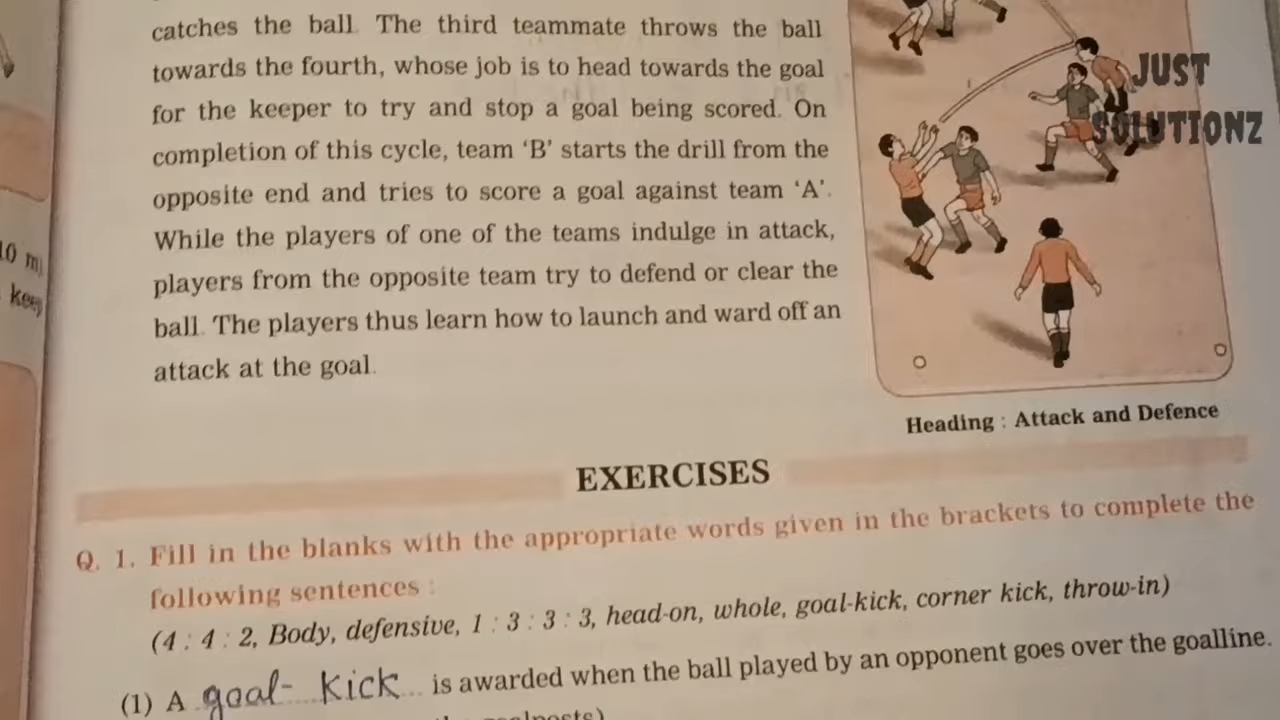 catches the ball. The third teammate throws the ball
towards the fourth, whose job is to head towards the goal
for the keeper to try and stop a goal being scored. On
completion of this cycle, team ‘B’ starts the drill from the
opposite end and tries to score a goal against team ‘A’.
While the players of one of the teams indulge in attack,
players from the opposite team try to defend or clear the
ball. The players thus learn how to launch and ward off an
attack at the goal.
JUST
SOLUTIONZ
10 m)
keep
Heading : Attack and Defence
EXERCISES
Q. 1. Fill in the blanks with the appropriate words given in the brackets to complete the
following sentences :
(4 : 4 : 2, Body, defensive, 1 : 3 : 3 : 3, head-on, whole, goal-kick, corner kick, throw-in)
(1) A goal- kick is awarded when the ball played by an opponent goes over the goalline.